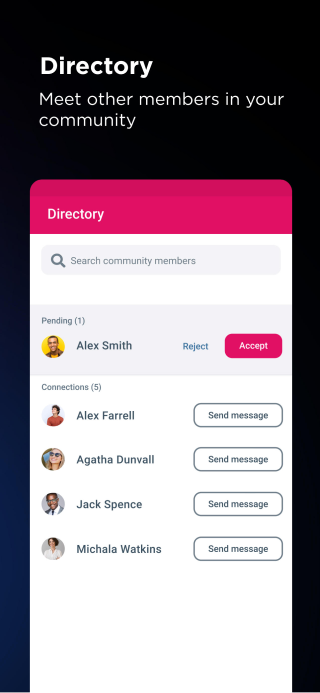 Directory
Meet other members in your
community
Directory
Search community members
Pending (1)
Alex Smith
Reject
Accept
Connections (5)
Alex Farrell
Send message
Agatha Dunvall
Send message
Jack Spence
Send message
Michala Watkins
Send message